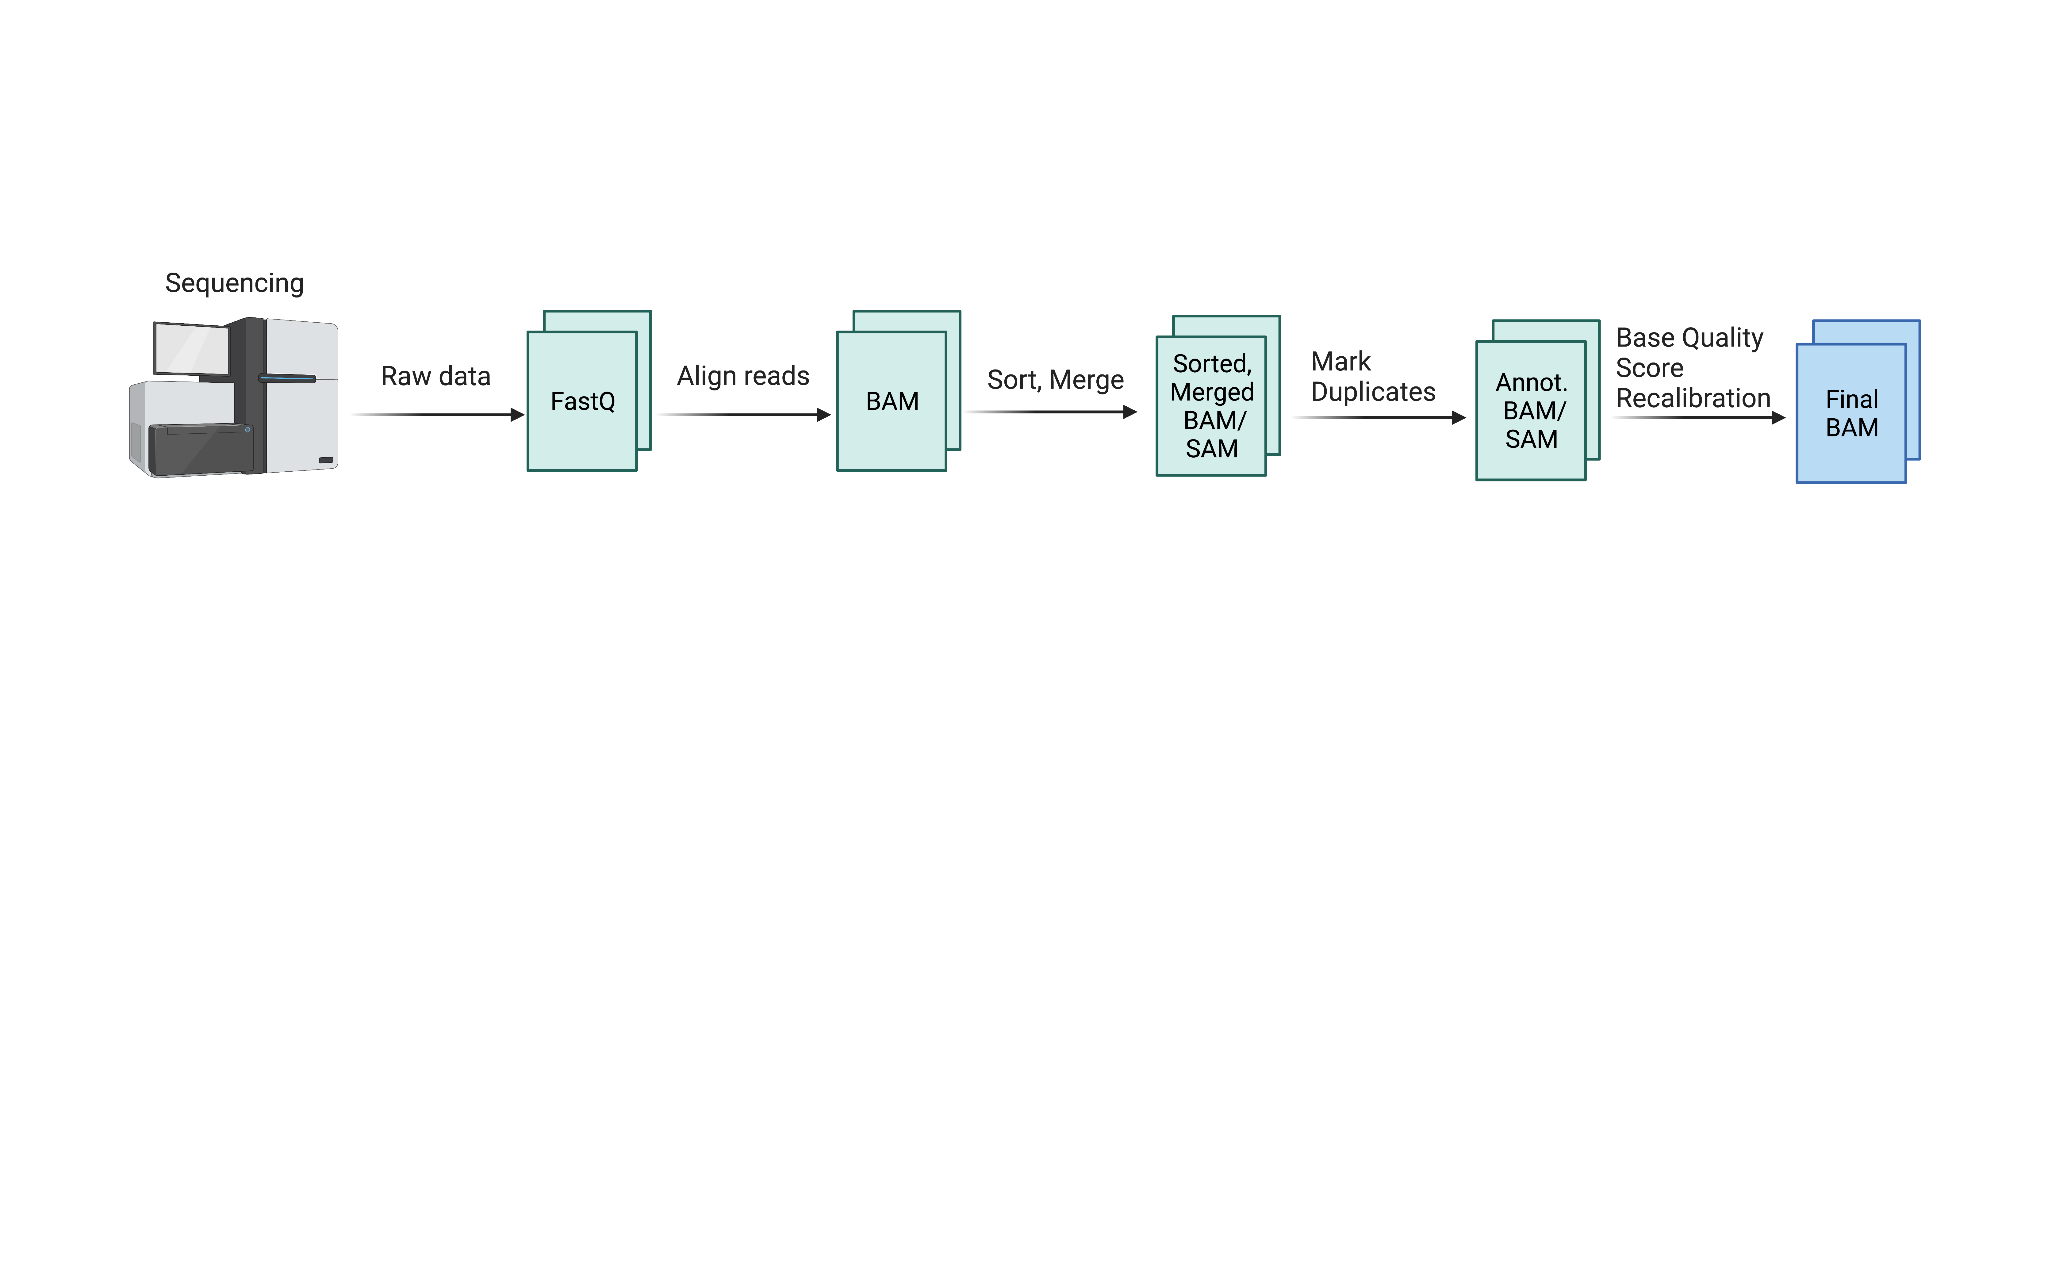 Sequencing
Raw data
FastQ
Align reads
BAM
Sort, Merge
Sorted,
Merged
BAM/
SAM
Mark
Duplicates
Annot.
BAM/
SAM
Base Quality
Score
Recalibration
Final
BAM